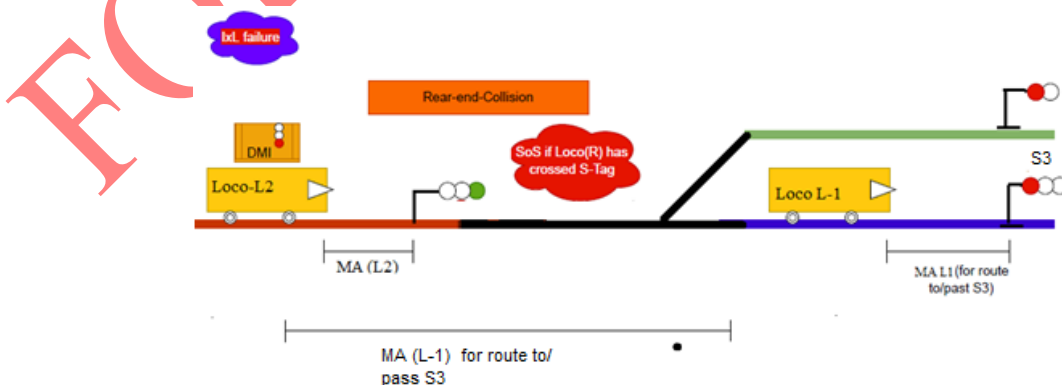 FO
IxL failure
Rear-end-Collision
SoS if Loco(R) has
crossed S-Tag
DMI
Loco-L2
Loco L-1
S3
MA (L2)
MA L1(for route
to/past S3)
MA (L-1) for route to/
pass S3